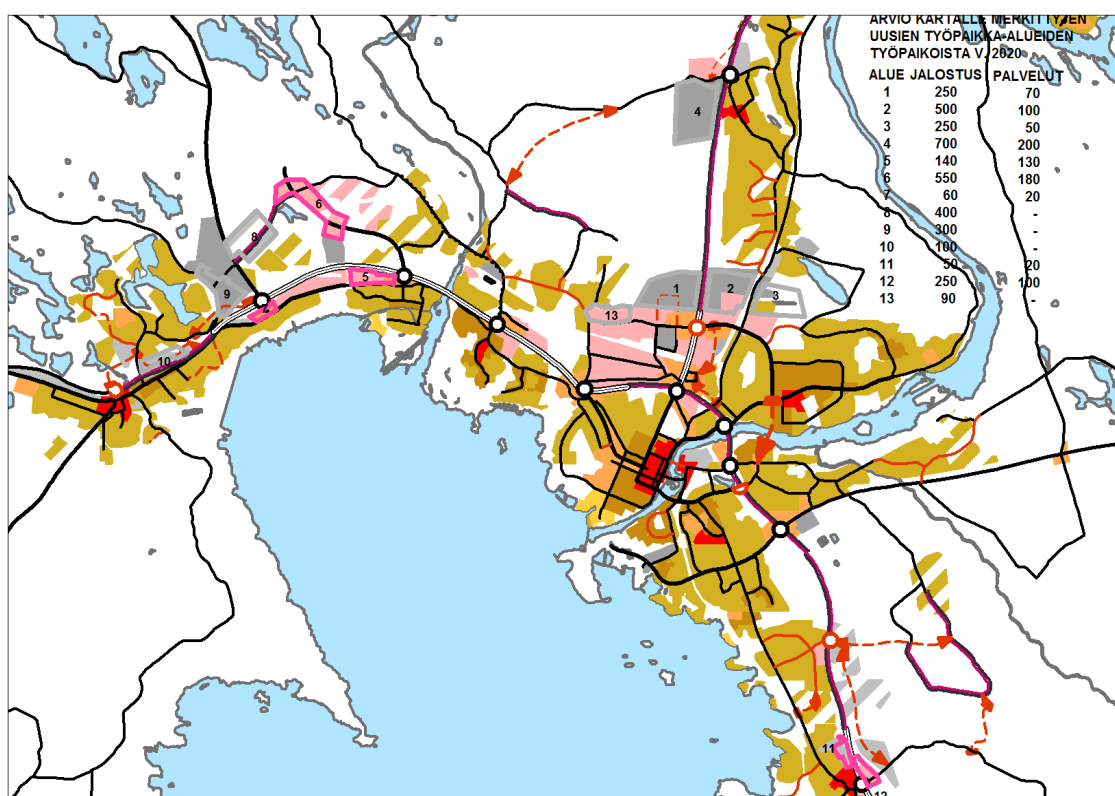 ARVIO KARTALLE MERKITTYJEN
UUSIEN TYÖPAIKKA-ALUEIDEN
TYÖPAIKOISTA V. 2020
ALUE JALOSTUS PALVELUT
1 250 70
2 500 100
3 250 50
4 700 200
5 140 130
6 550 180
7 60 20
8 400 -
9 300 -
10 100 -
11 50 20
12 250 100
13 90 -
4
6
8
5
9
1
2
3
13
7
10
11
12